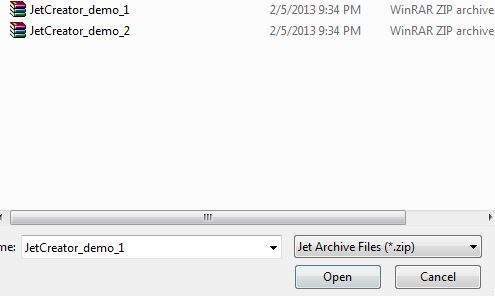 JetCreator_demo_1 2/5/2013 9:34 PM WinRAR ZIP archive
JetCreator_demo_2 2/5/2013 9:34 PM WinRAR ZIP archive
me: JetCreator_demo_1 Jet Archive Files (*.zip)
Open Cancel